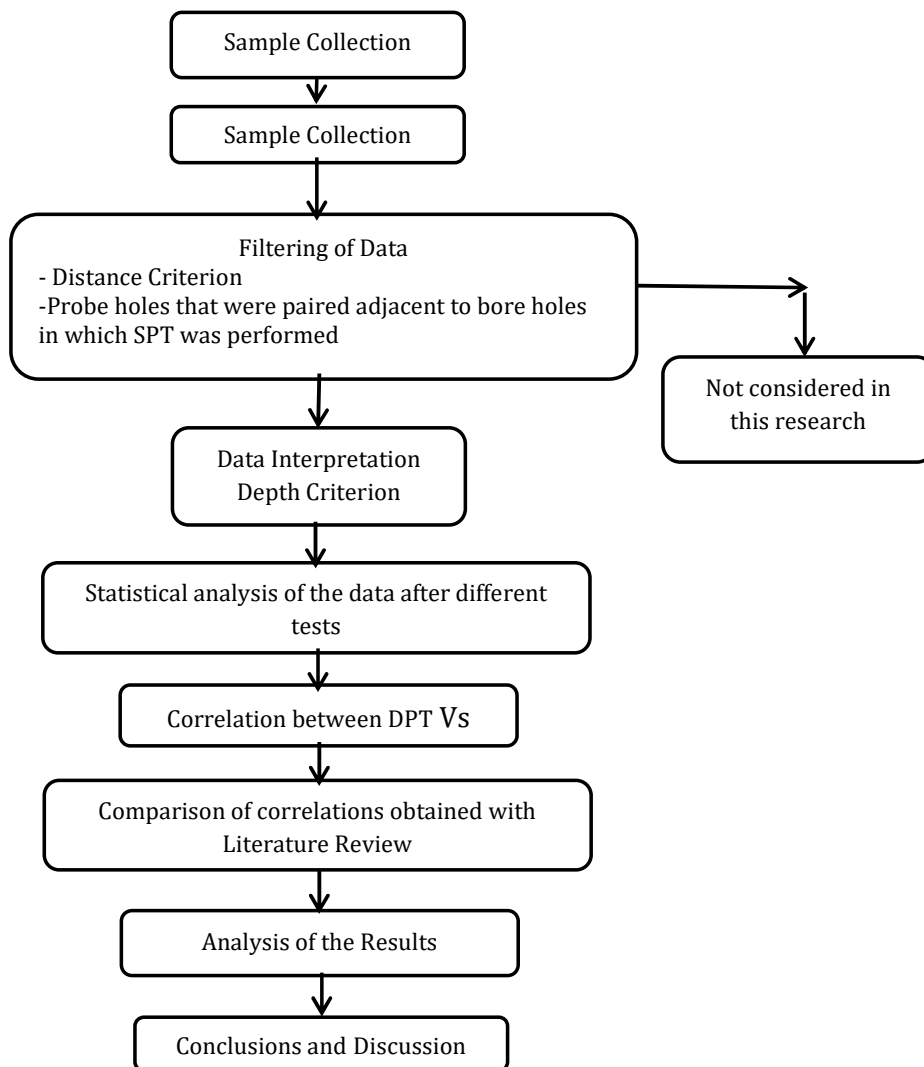 Sample Collection
Sample Collection
Filtering of Data
- Distance Criterion
-Probe holes that were paired adjacent to bore holes
in which SPT was performed
Not considered in
this research
Data Interpretation
Depth Criterion
Statistical analysis of the data after different
tests
Correlation between DPT Vs
Comparison of correlations obtained with
Literature Review
Analysis of the Results
Conclusions and Discussion